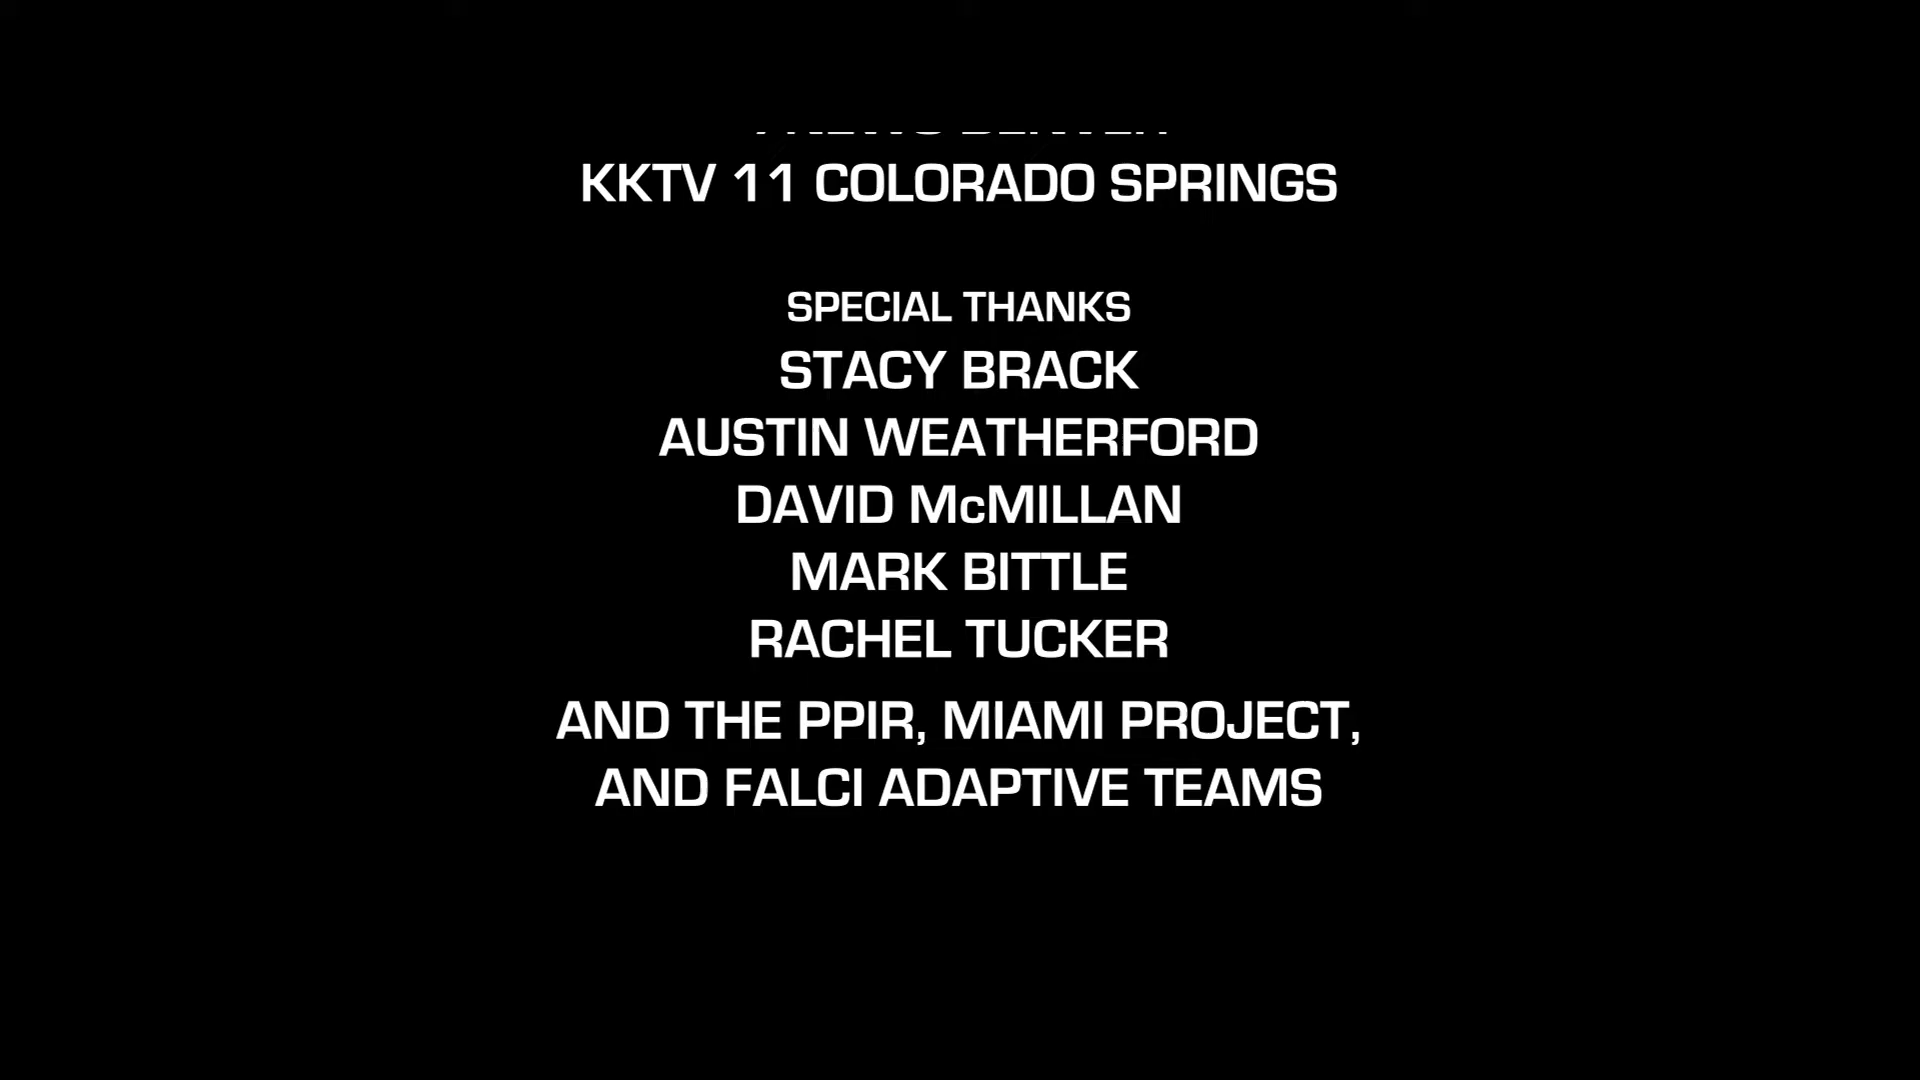 KKTV 11 COLORADO SPRINGS
SPECIAL THANKS
STACY BRACK
AUSTIN WEATHERFORD
DAVID McMILLAN
MARK BITTLE
RACHEL TUCKER
AND THE PPIR, MIAMI PROJECT,
AND FALCI ADAPTIVE TEAMS